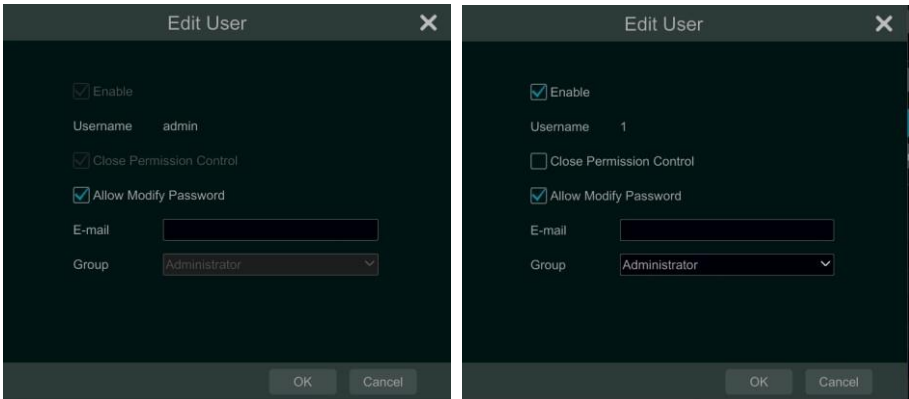 Edit User
Enable
Username admin
Close Permission Control
Allow Modify Password
E-mail
Group Administrator
OK Cancel
Edit User
Enable
Username 1
Close Permission Control
Allow Modify Password
E-mail
Group Administrator
OK Cancel